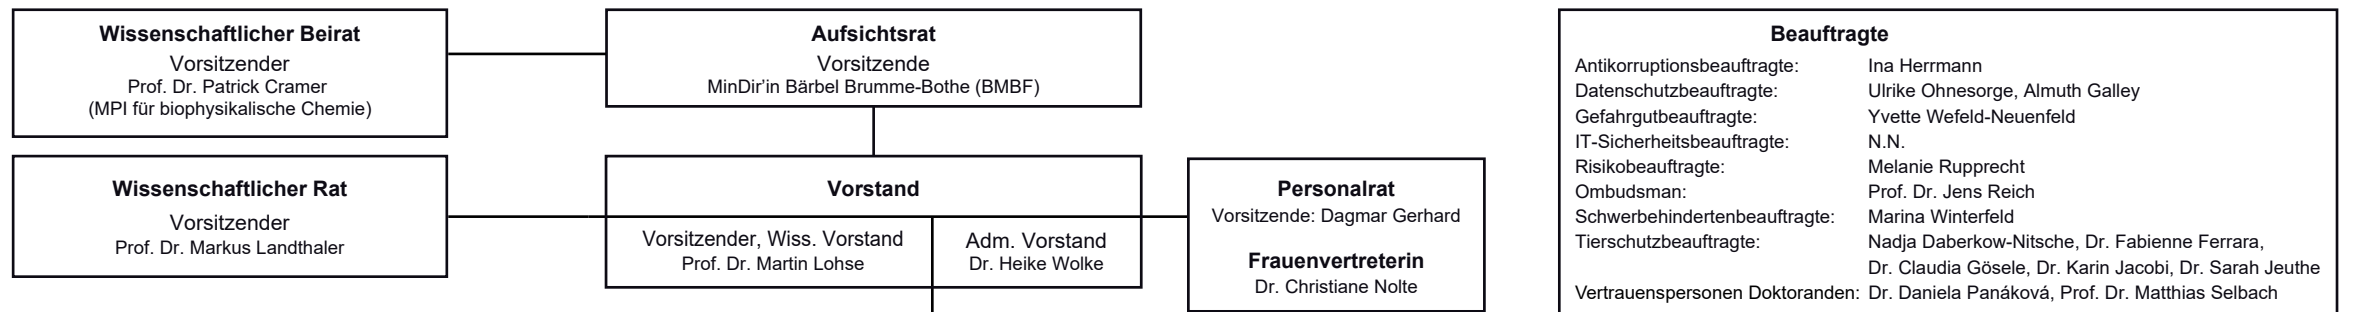 Wissenschaftlicher Beirat
Vorsitzender
Prof. Dr. Patrick Cramer
(MPI für biophysikalische Chemie)
Aufsichtsrat
Vorsitzende
MinDir’in Bärbel Brumme-Bothe (BMBF)
Wissenschaftlicher Rat
Vorsitzender
Prof. Dr. Markus Landthaler
Vorstand
Vorsitzender, Wiss. Vorstand
Prof. Dr. Martin Lohse
Adm. Vorstand
Dr. Heike Wolke
Personalrat
Vorsitzende: Dagmar Gerhard
Frauenvertreterin
Dr. Christiane Nolte
Beauftragte
Antikorruptionsbeauftragte: Ina Herrmann
Datenschutzbeauftragte: Ulrike Ohnesorge, Almuth Galley
Gefahrgutbeauftragte: Yvette Wefeld-Neuenfeld
IT-Sicherheitsbeauftragte: N.N.
Risikobeauftragte: Melanie Rupprecht
Ombudsman: Prof. Dr. Jens Reich
Schwerbehindertenbeauftragte: Marina Winterfeld
Tierschutzbeauftragte: Nadja Daberkow-Nitsche, Dr. Fabienne Ferrara,
Dr. Claudia Gösele, Dr. Karin Jacobi, Dr. Sarah Jeuthe
Vertrauenspersonen Doktoranden: Dr. Daniela Panáková, Prof. Dr. Matthias Selbach